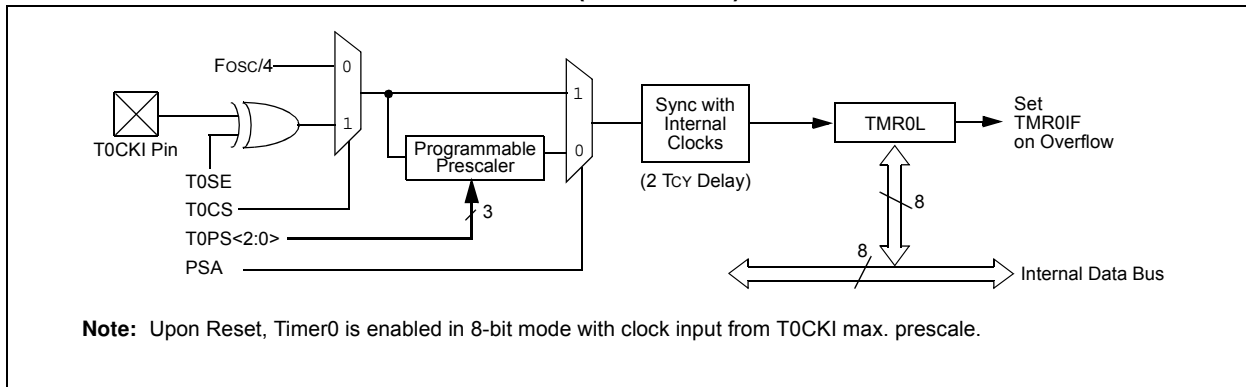 FOSC/4
0
1
T0CKI Pin
T0SE
T0CS
T0PS<2:0>
PSA
Programmable
Prescaler
3
1
0
Sync with
Internal
Clocks
(2 TCY Delay)
TMR0L
Set
TMR0IF
on Overflow
8
8
Internal Data Bus
Note: Upon Reset, Timer0 is enabled in 8-bit mode with clock input from T0CKI max. prescale.